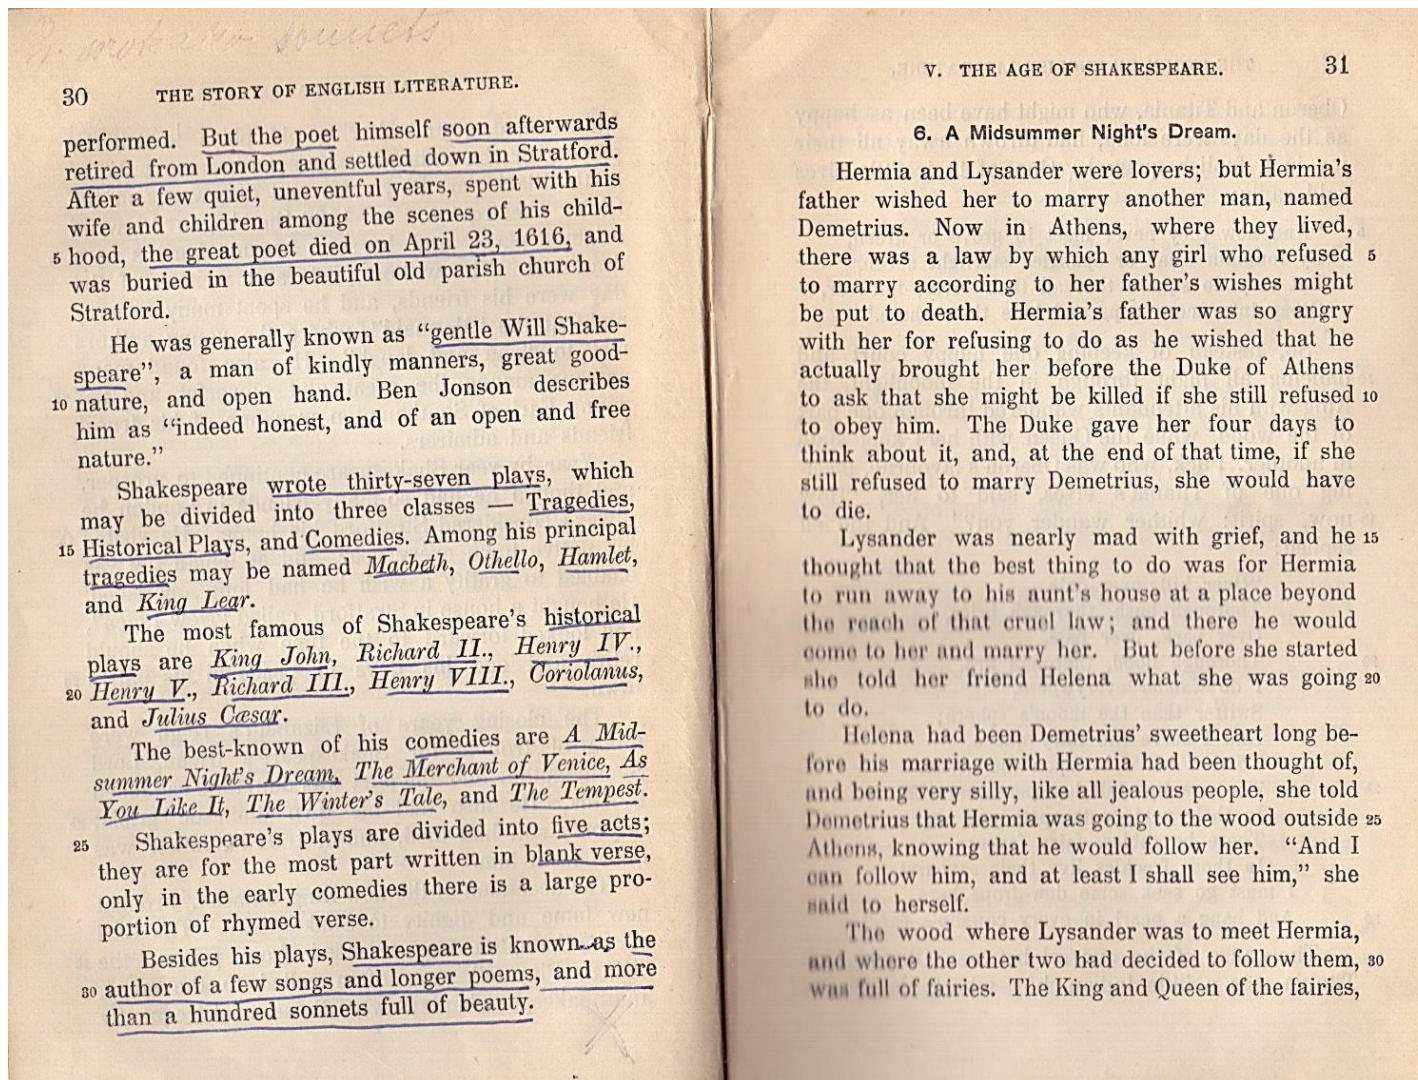 sonnets
30 THE STORY OF ENGLISH LITERATURE.
performed. But the poet himself soon afterwards
retired from London and settled down in Stratford.
After a few quiet, uneventful years, spent with his
wife and children among the scenes of his child-
5 hood, the great poet died on April 23, 1616, and
was buried in the beautiful old parish church of
Stratford.
He was generally known as “gentle Will Shake-
speare”, a man of kindly manners, great good-
10 nature, and open hand. Ben Jonson describes
him as “indeed honest, and of an open and free
nature.”
Shakespeare wrote thirty-seven plays, which
may be divided into three classes — Tragedies,
15 Historical Plays, and Comedies. Among his principal
tragedies may be named Macbeth, Othello, Hamlet,
and King Lear.
The most famous of Shakespeare's historical
plays are King John, Richard II., Henry IV.,
20 Henry V., Richard III., Henry VIII., Coriolanus,
and Julius Cæsar.
The best-known of his comedies are A Mid-
summer Night's Dream, The Merchant of Venice, As
You Like It, The Winter's Tale, and The Tempest.
25 Shakespeare's plays are divided into five acts;
they are for the most part written in blank verse,
only in the early comedies there is a large pro-
portion of rhymed verse.
Besides his plays, Shakespeare is known as the
30 author of a few songs and longer poems, and more
than a hundred sonnets full of beauty.
V. THE AGE OF SHAKESPEARE. 31
6. A Midsummer Night's Dream.
Hermia and Lysander were lovers; but Hermia's
father wished her to marry another man, named
Demetrius. Now in Athens, where they lived,
there was a law by which any girl who refused 5
to marry according to her father's wishes might
be put to death. Hermia's father was so angry
with her for refusing to do as he wished that he
actually brought her before the Duke of Athens
to ask that she might be killed if she still refused 10
to obey him. The Duke gave her four days to
think about it, and, at the end of that time, if she
still refused to marry Demetrius, she would have
to die.
Lysander was nearly mad with grief, and he 15
thought that the best thing to do was for Hermia
to run away to his aunt's house at a place beyond
the reach of that cruel law; and there he would
come to her and marry her. But before she started
she told her friend Helena what she was going 20
to do.
Helena had been Demetrius' sweetheart long be-
fore his marriage with Hermia had been thought of,
and being very silly, like all jealous people, she told
Demetrius that Hermia was going to the wood outside 25
Athens, knowing that he would follow her. “And I
can follow him, and at least I shall see him,” she
said to herself.
The wood where Lysander was to meet Hermia,
and where the other two had decided to follow them, 30
was full of fairies. The King and Queen of the fairies,